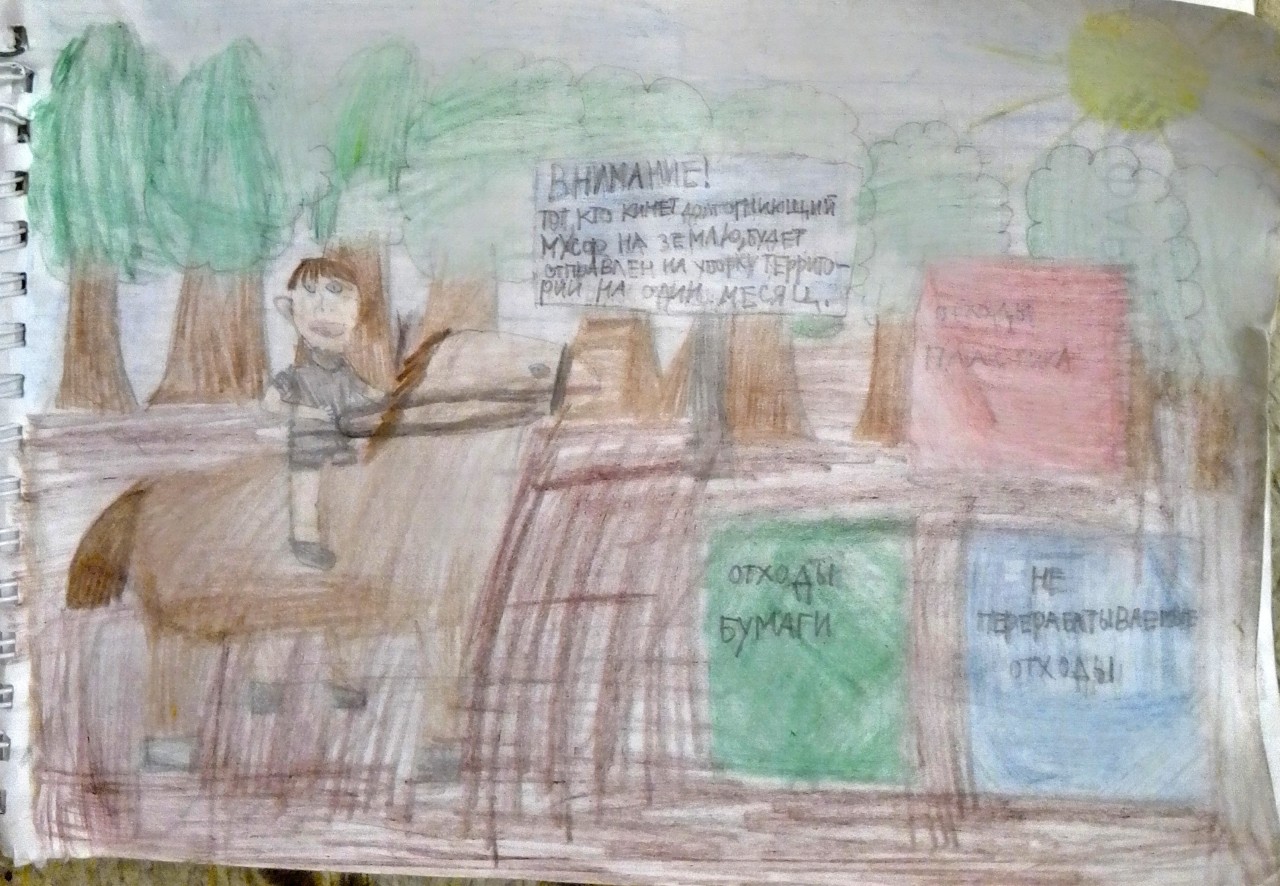 ВНИМАНИЕ!
ТОТ, КТО КИНЕТ ДОЛГОГНИЮЩИЙ
МУСОР НА ЗЕМЛЮ, БУДЕТ
ОТПРАВЛЕН НА УБОРКУ ТЕРРИТО-
РИИ НА ОДИН МЕСЯЦ.
ОТХОДЫ
ПЛАСТИКА
ОТХОДЫ
БУМАГИ
НЕ
ПЕРЕРАБАТЫВАЕМЫЕ
ОТХОДЫ